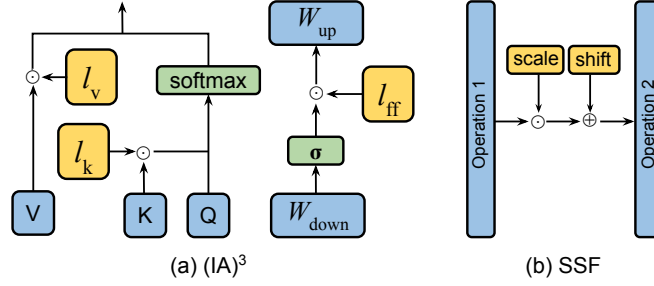 l_v
softmax
l_k
V
K
Q
W_up
l_ff
σ
W_down
(a) (IA)³
Operation 1
scale
shift
Operation 2
(b) SSF